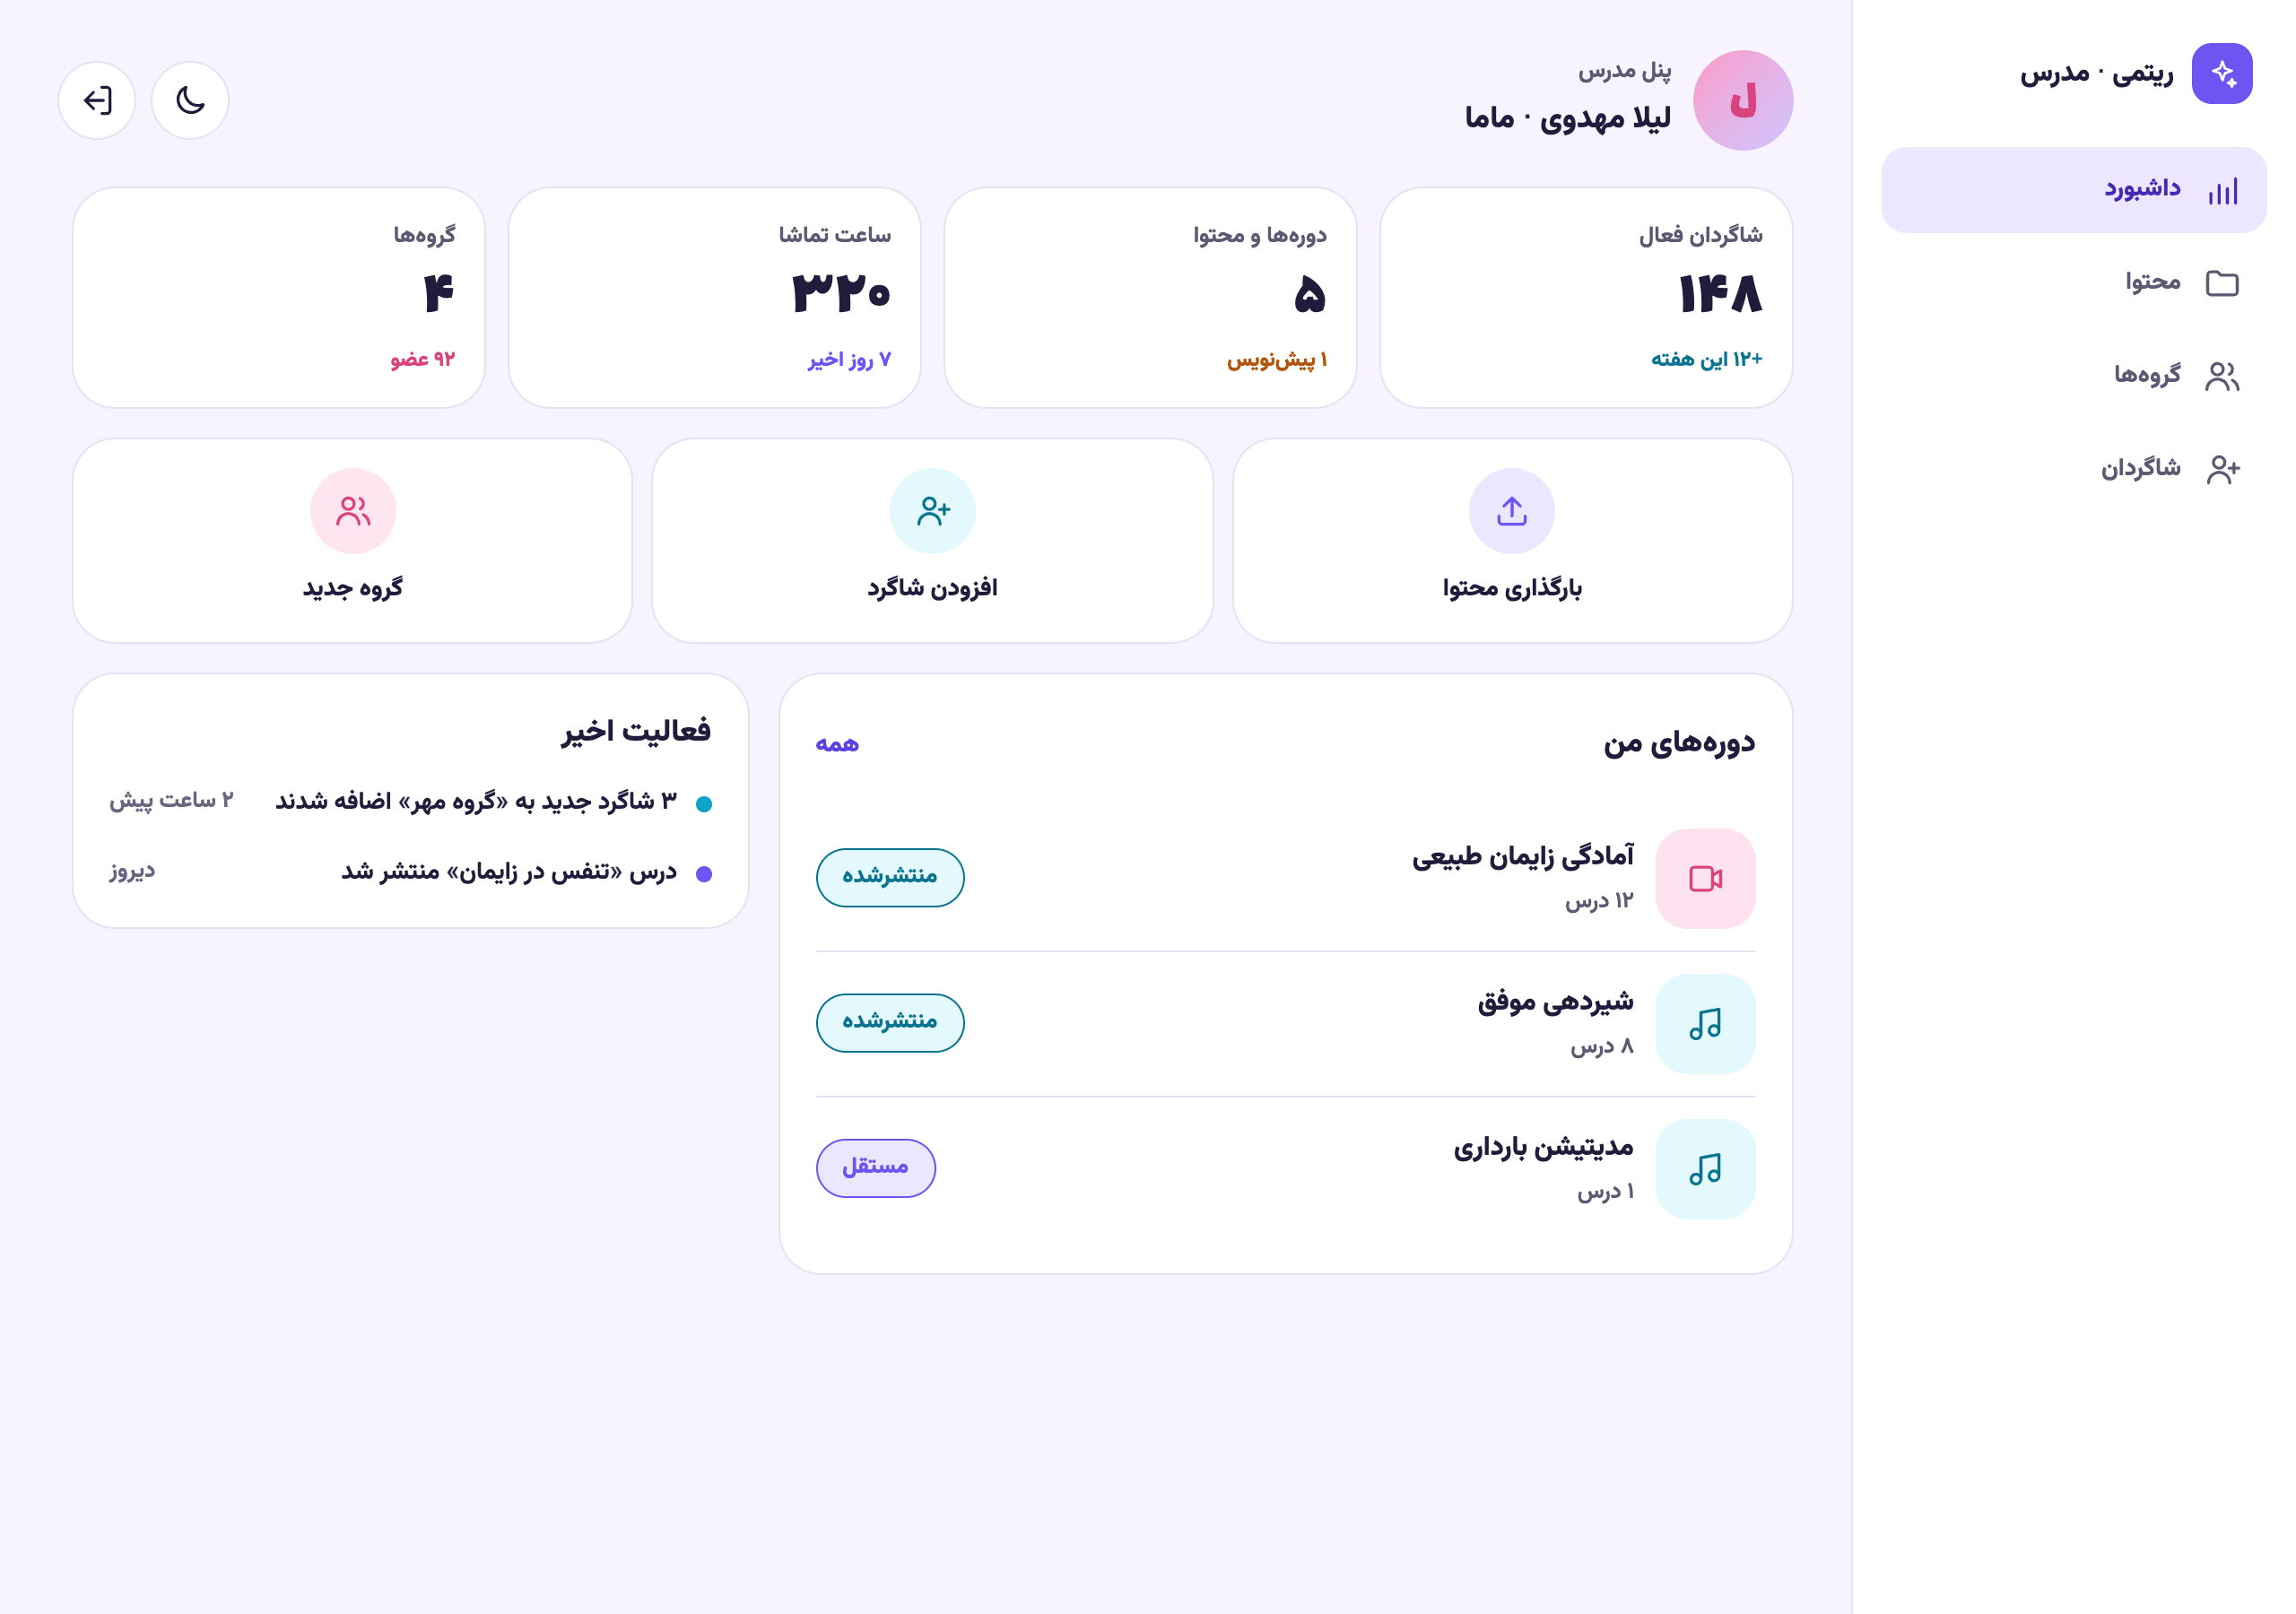 ریتمی · مدرس
داشبورد
محتوا
گروه‌ها
شاگردان
ل
پنل مدرس
لیلا مهدوی · ماما
شاگردان فعال
۱۴۸
+۱۲ این هفته
دوره‌ها و محتوا
۵
۱ پیش‌نویس
ساعت تماشا
۳۲۰
۷ روز اخیر
گروه‌ها
۴
۹۲ عضو
بارگذاری محتوا
افزودن شاگرد
گروه جدید
دوره‌های من
همه
آمادگی زایمان طبیعی
۱۲ درس
منتشرشده
شیردهی موفق
۸ درس
منتشرشده
مدیتیشن بارداری
۱ درس
مستقل
فعالیت اخیر
۳ شاگرد جدید به «گروه مهر» اضافه شدند
۲ ساعت پیش
درس «تنفس در زایمان» منتشر شد
دیروز